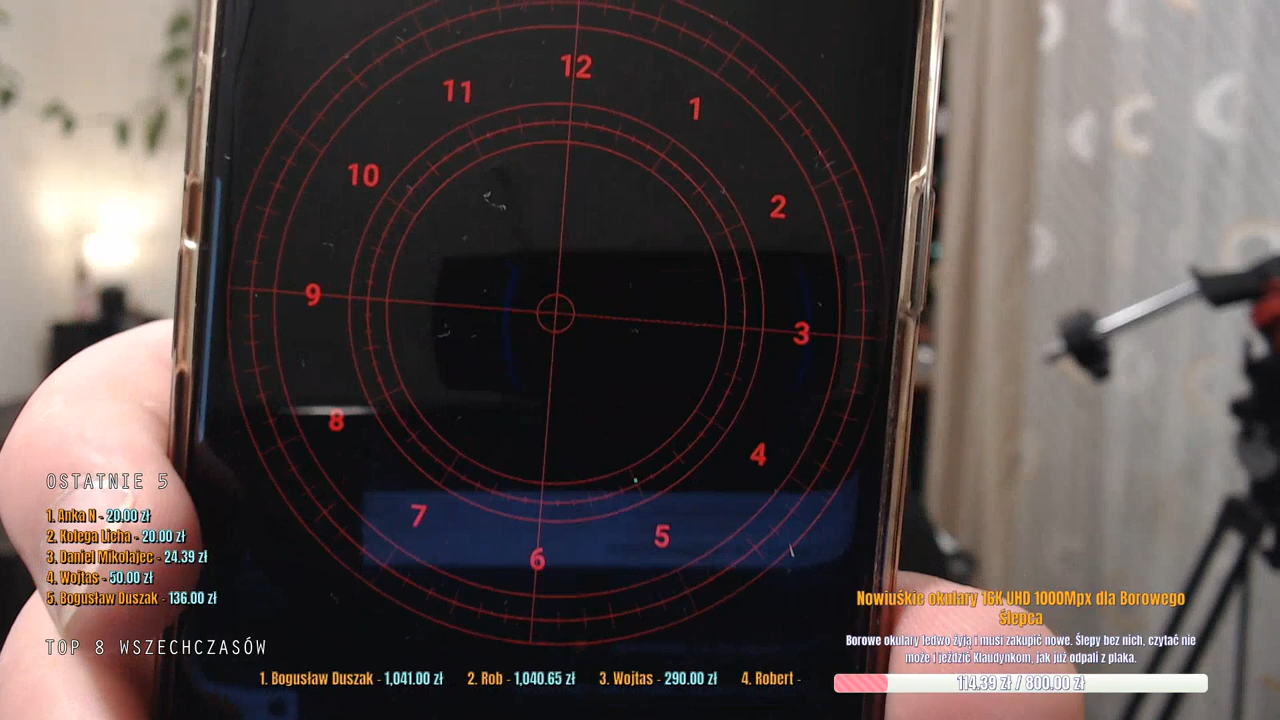 12
11
1
10
2
9
3
8
4
7
5
6
OSTATNIE 5
1. Anka N - 20.00 zł
2. Kolega Licha - 20.00 zł
3. Daniel Mikołajec - 24.39 zł
4. Wojtas - 50.00 zł
5. Bogusław Duszak - 136.00 zł
TOP 8 WSZECHCZASÓW
1. Bogusław Duszak - 1,041.00 zł 2. Rob - 1,040.65 zł 3. Wojtas - 290.00 zł 4. Robert -
Nowiuśkie okulary 16K UHD 1000Mpx dla Borowego
Ślepca
Borowe okulary ledwo żyją i musi zakupić nowe. Ślepy bez nich, czytać nie
może i jeździć Klaudynkom, jak już odpali z plaka.
114.39 zł / 800.00 zł